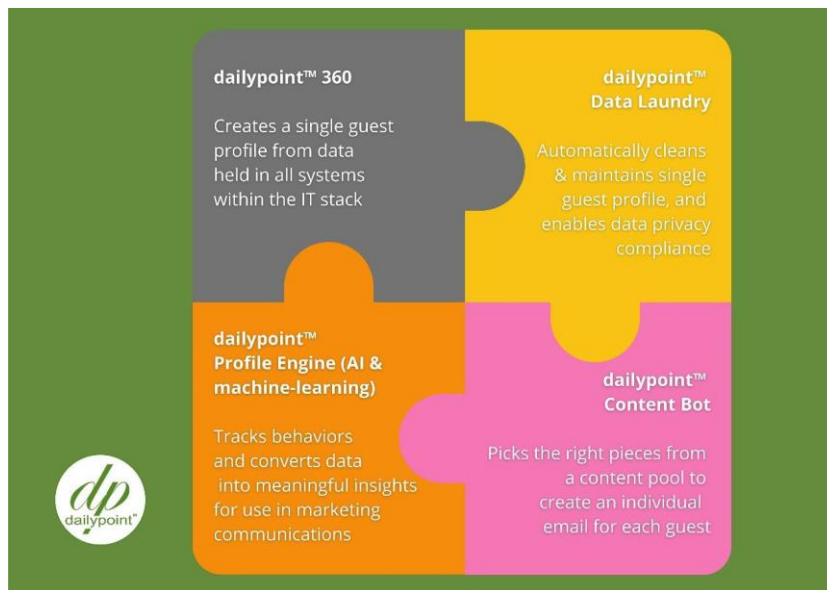 dailypoint™ 360
Creates a single guest
profile from data
held in all systems
within the IT stack
dailypoint™
Data Laundry
Automatically cleans
& maintains single
guest profile, and
enables data privacy
compliance
dailypoint™
Profile Engine (AI &
machine-learning)
Tracks behaviors
and converts data
into meaningful insights
for use in marketing
communications
dailypoint™
Content Bot
Picks the right pieces from
a content pool to
create an individual
email for each guest
dp
dailypoint™